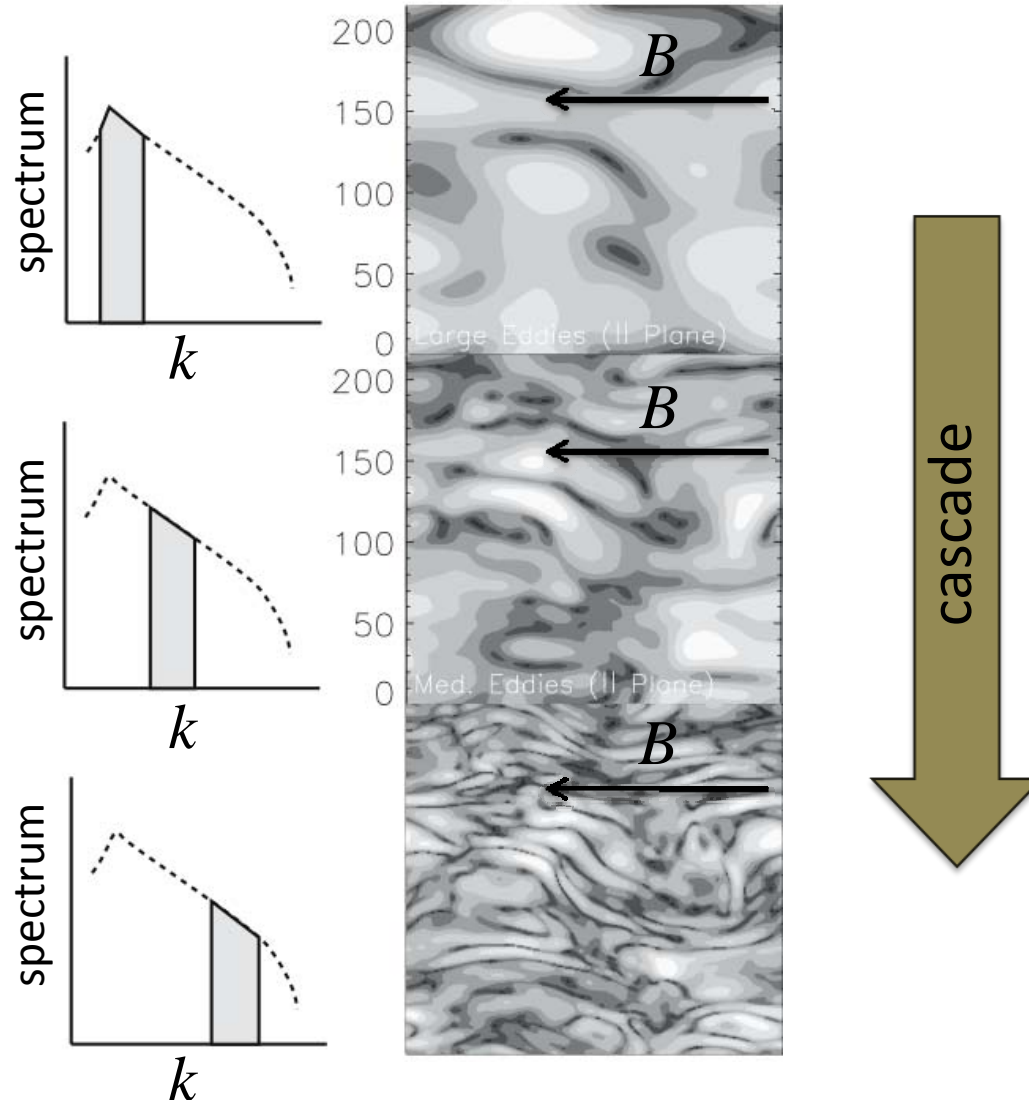 spectrum
k
200
150
100
50
0
B
Large Eddies (II Plane)
spectrum
k
200
150
100
50
0
B
Med. Eddies (II Plane)
spectrum
k
B
cascade